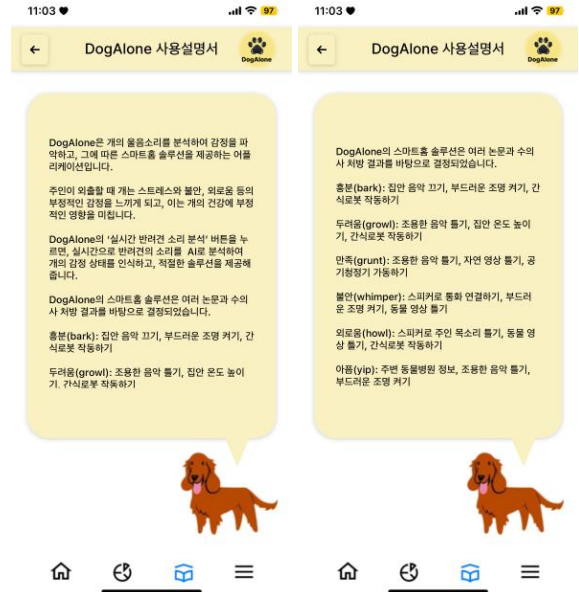 11:03
97
DogAlone 사용설명서
DogAlone
DogAlone은 개의 울음소리를 분석하여 감정을 파
악하고, 그에 따른 스마트홈 솔루션을 제공하는 어플
리케이션입니다.
주인이 외출할 때 개는 스트레스와 불안, 외로움 등의
부정적인 감정을 느끼게 되고, 이는 개의 건강에 부정
적인 영향을 미칩니다.
DogAlone의 '실시간 반려견 소리 분석' 버튼을 누
르면, 실시간으로 반려견의 소리를 AI로 분석하여
개의 감정 상태를 인식하고, 적절한 솔루션을 제공해
줍니다.
DogAlone의 스마트홈 솔루션은 여러 논문과 수의
사 처방 결과를 바탕으로 결정되었습니다.
흥분(bark): 집안 음악 끄기, 부드러운 조명 켜기, 간
식로봇 작동하기
두려움(growl): 조용한 음악 틀기, 집안 온도 높이
기, 간식로봇 작동하기
11:03
97
DogAlone 사용설명서
DogAlone
DogAlone의 스마트홈 솔루션은 여러 논문과 수의
사 처방 결과를 바탕으로 결정되었습니다.
흥분(bark): 집안 음악 끄기, 부드러운 조명 켜기, 간
식로봇 작동하기
두려움(growl): 조용한 음악 틀기, 집안 온도 높이
기, 간식로봇 작동하기
만족(grunt): 조용한 음악 틀기, 자연 영상 틀기, 공
기청정기 가동하기
불안(whimper): 스피커로 통화 연결하기, 부드러
운 조명 켜기, 동물 영상 틀기
외로움(howl): 스피커로 주인 목소리 틀기, 동물 영
상 틀기, 간식로봇 작동하기
아픔(yip): 주변 동물병원 정보, 조용한 음악 틀기,
부드러운 조명 켜기